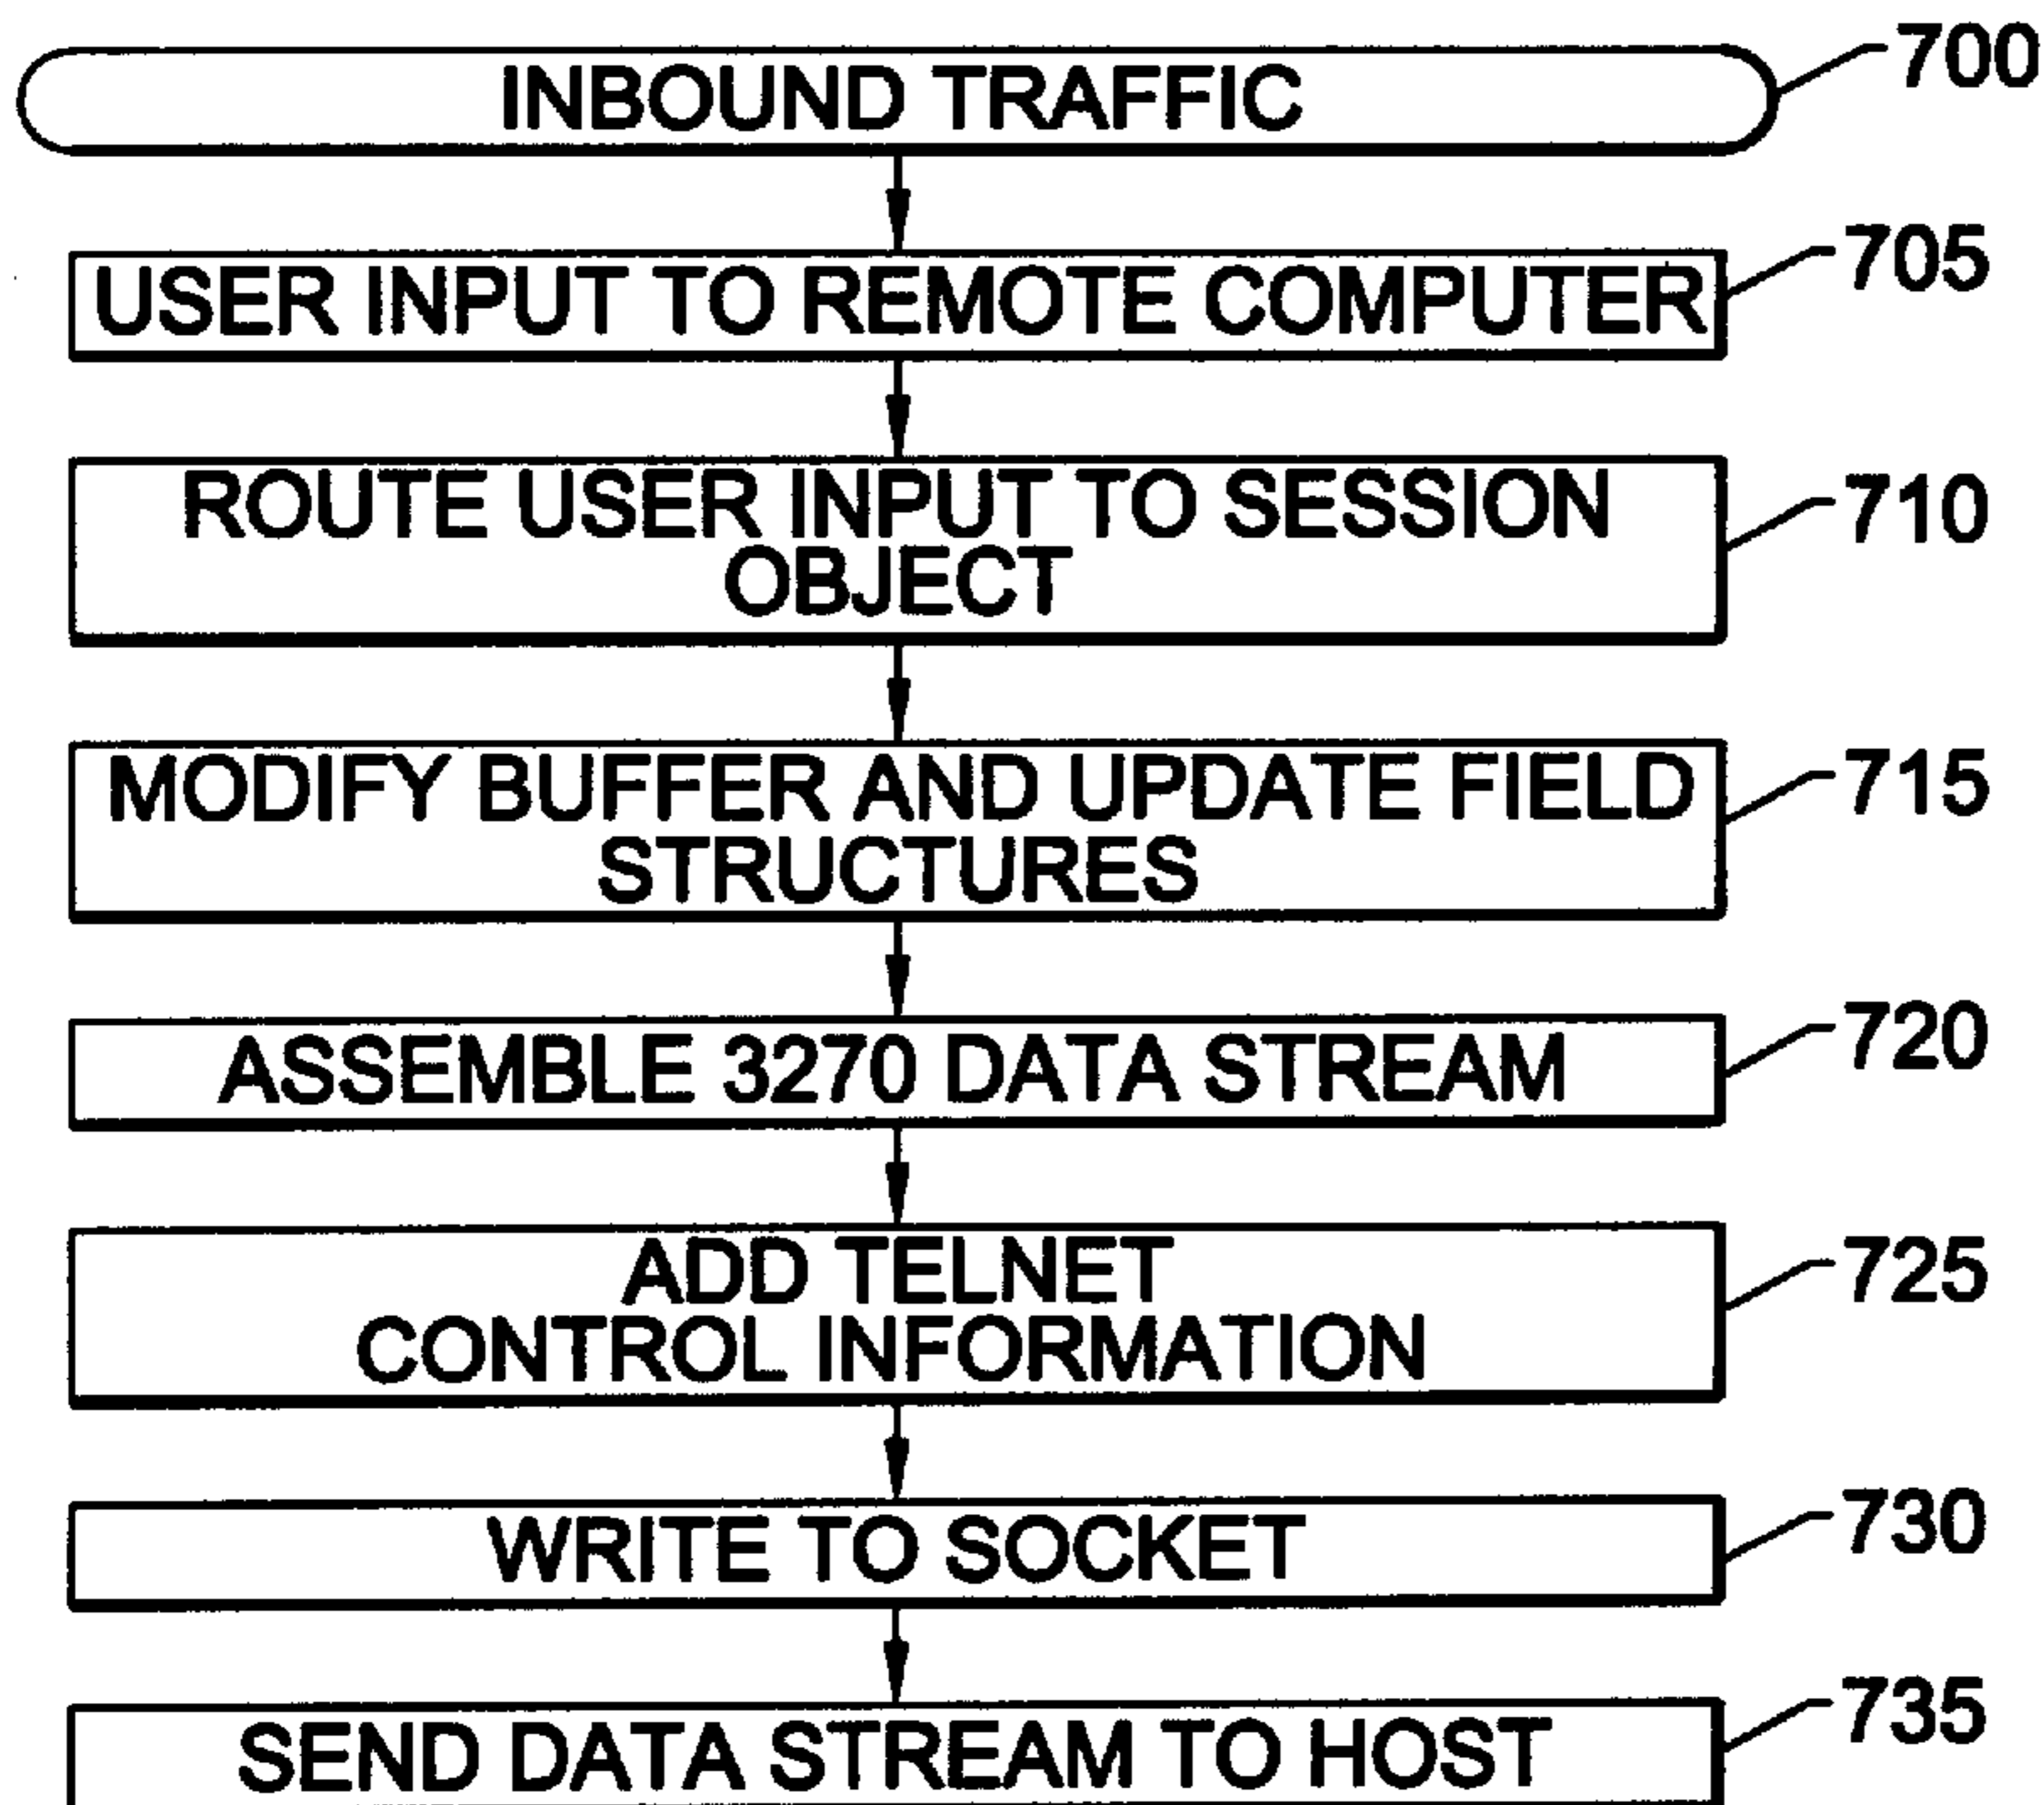 INBOUND TRAFFIC
700
USER INPUT TO REMOTE COMPUTER
705
ROUTE USER INPUT TO SESSION
OBJECT
710
MODIFY BUFFER AND UPDATE FIELD
STRUCTURES
715
ASSEMBLE 3270 DATA STREAM
720
ADD TELNET
CONTROL INFORMATION
725
WRITE TO SOCKET
730
SEND DATA STREAM TO HOST
735